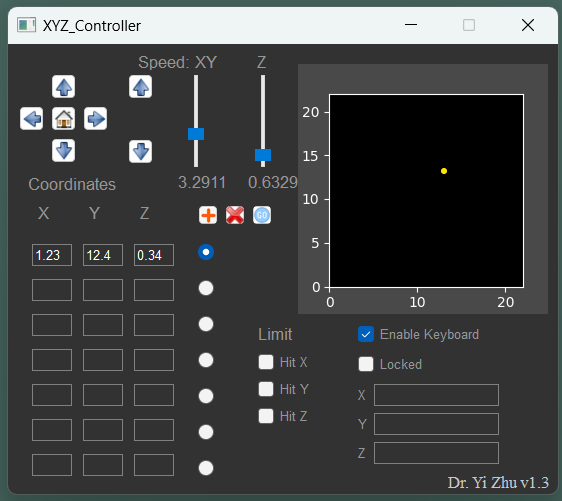 XYZ_Controller
Speed: XY Z
3.2911 0.6329
Coordinates
X Y Z
GO
1.23 12.4 0.34
20
15
10
5
0
0 10 20
Limit
Hit X
Hit Y
Hit Z
Enable Keyboard
Locked
X
Y
Z
Dr. Yi Zhu v1.3